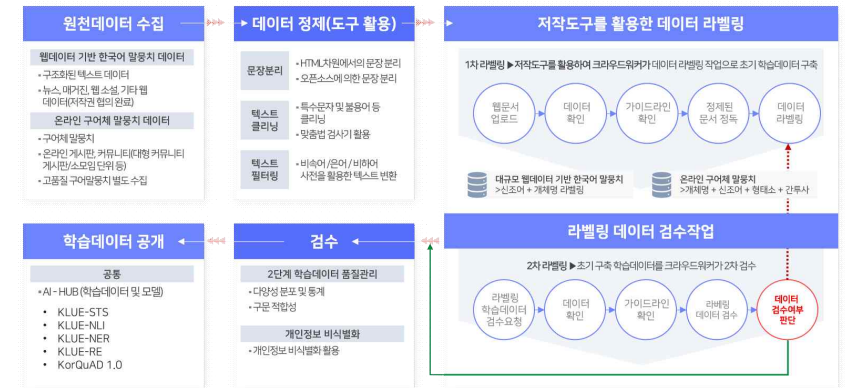 원천데이터 수집
웹데이터 기반 한국어 말뭉치 데이터
• 구조화된 텍스트 데이터
• 뉴스, 매거진, 웹 소설, 기타 웹
데이터(저작권 협의 완료)
온라인 구어체 말뭉치 데이터
• 구어체 말뭉치
• 온라인 게시판, 커뮤니티(대형 커뮤니티
게시판/소모임 단위 등)
• 고품질 구어말뭉치 별도 수집
데이터 정제(도구 활용)
문장분리
• HTML차원에서의 문장 분리
• 오픈소스에 의한 문장 분리
텍스트
클리닝
• 특수문자 및 불용어 등
클리닝
• 맞춤법 검사기 활용
텍스트
필터링
• 비속어/은어/비하어
사전을 활용한 텍스트 변환
저작도구를 활용한 데이터 라벨링
1차 라벨링 ▶저작도구를 활용하여 크라우드워커가 데이터 라벨링 작업으로 초기 학습데이터 구축
웹문서
업로드
데이터
확인
가이드라인
확인
정제된
문서 정독
데이터
라벨링
대규모 웹데이터 기반 한국어 말뭉치
>신조어 + 개체명 라벨링
온라인 구어체 말뭉치
>개체명 + 신조어 + 형태소 + 간투사
라벨링 데이터 검수작업
2차 라벨링 ▶초기 구축 학습데이터를 크라우드워커가 2차 검수
라벨링
학습데이터
검수요청
데이터
확인
가이드라인
확인
라베링
데이터 검수
데이터
검수여부
판단
검수
2단계 학습데이터 품질관리
• 다양성 분포 및 통계
• 구문 적합성
개인정보 비식별화
• 개인정보 비식별화 활용
학습데이터 공개
공통
• AI-HUB (학습데이터 및 모델)
• KLUE-STS
• KLUE-NLI
• KLUE-NER
• KLUE-RE
• KorQuAD 1.0